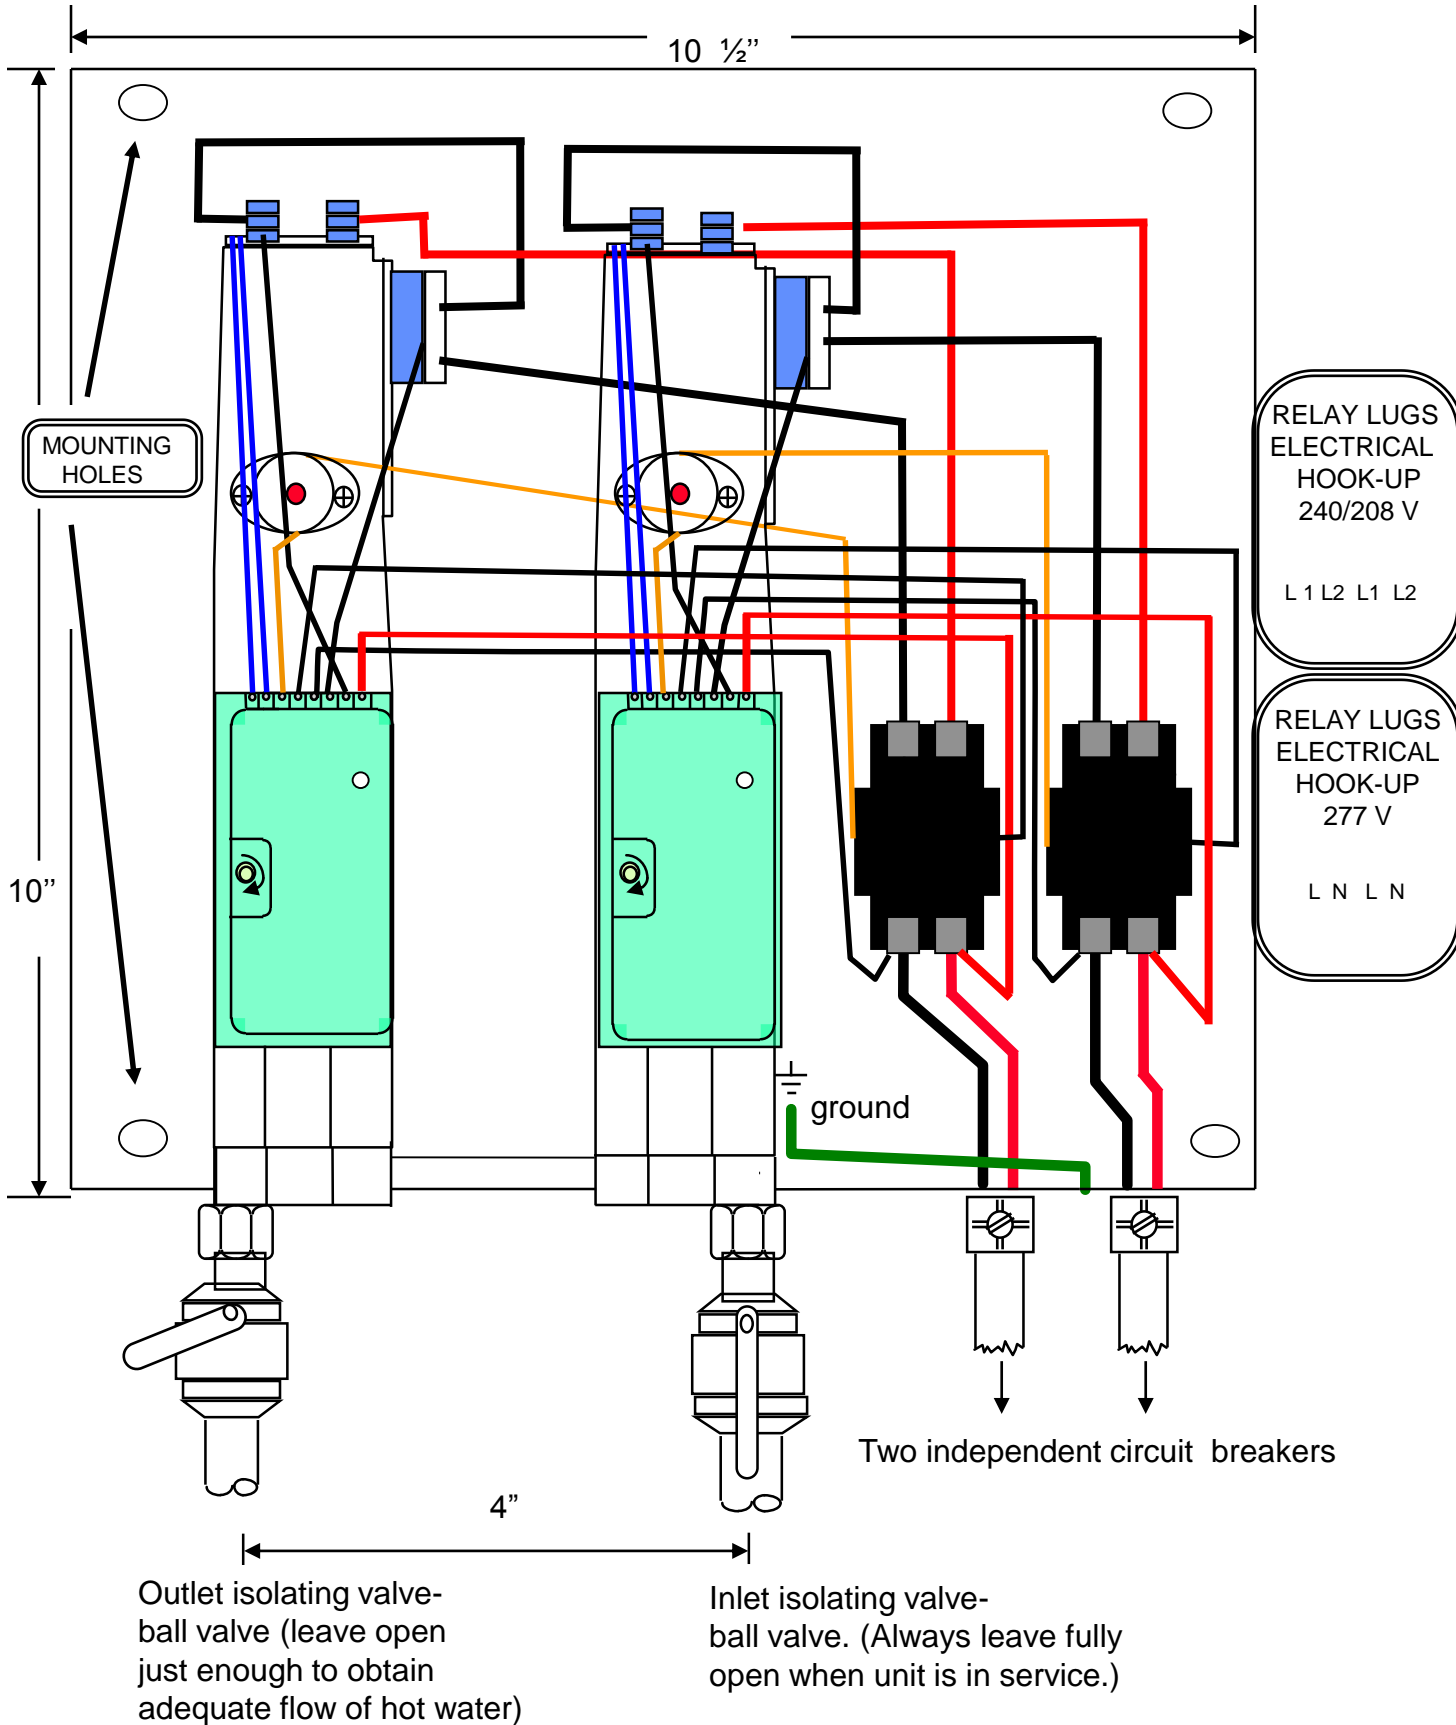 10 ½”
MOUNTING
HOLES
RELAY LUGS
ELECTRICAL
HOOK-UP
240/208 V
L 1 L2 L1 L2
RELAY LUGS
ELECTRICAL
HOOK-UP
277 V
L N L N
10”
ground
Two independent circuit breakers
4”
Outlet isolating valve-
ball valve (leave open
just enough to obtain
adequate flow of hot water)
Inlet isolating valve-
ball valve. (Always leave fully
open when unit is in service.)